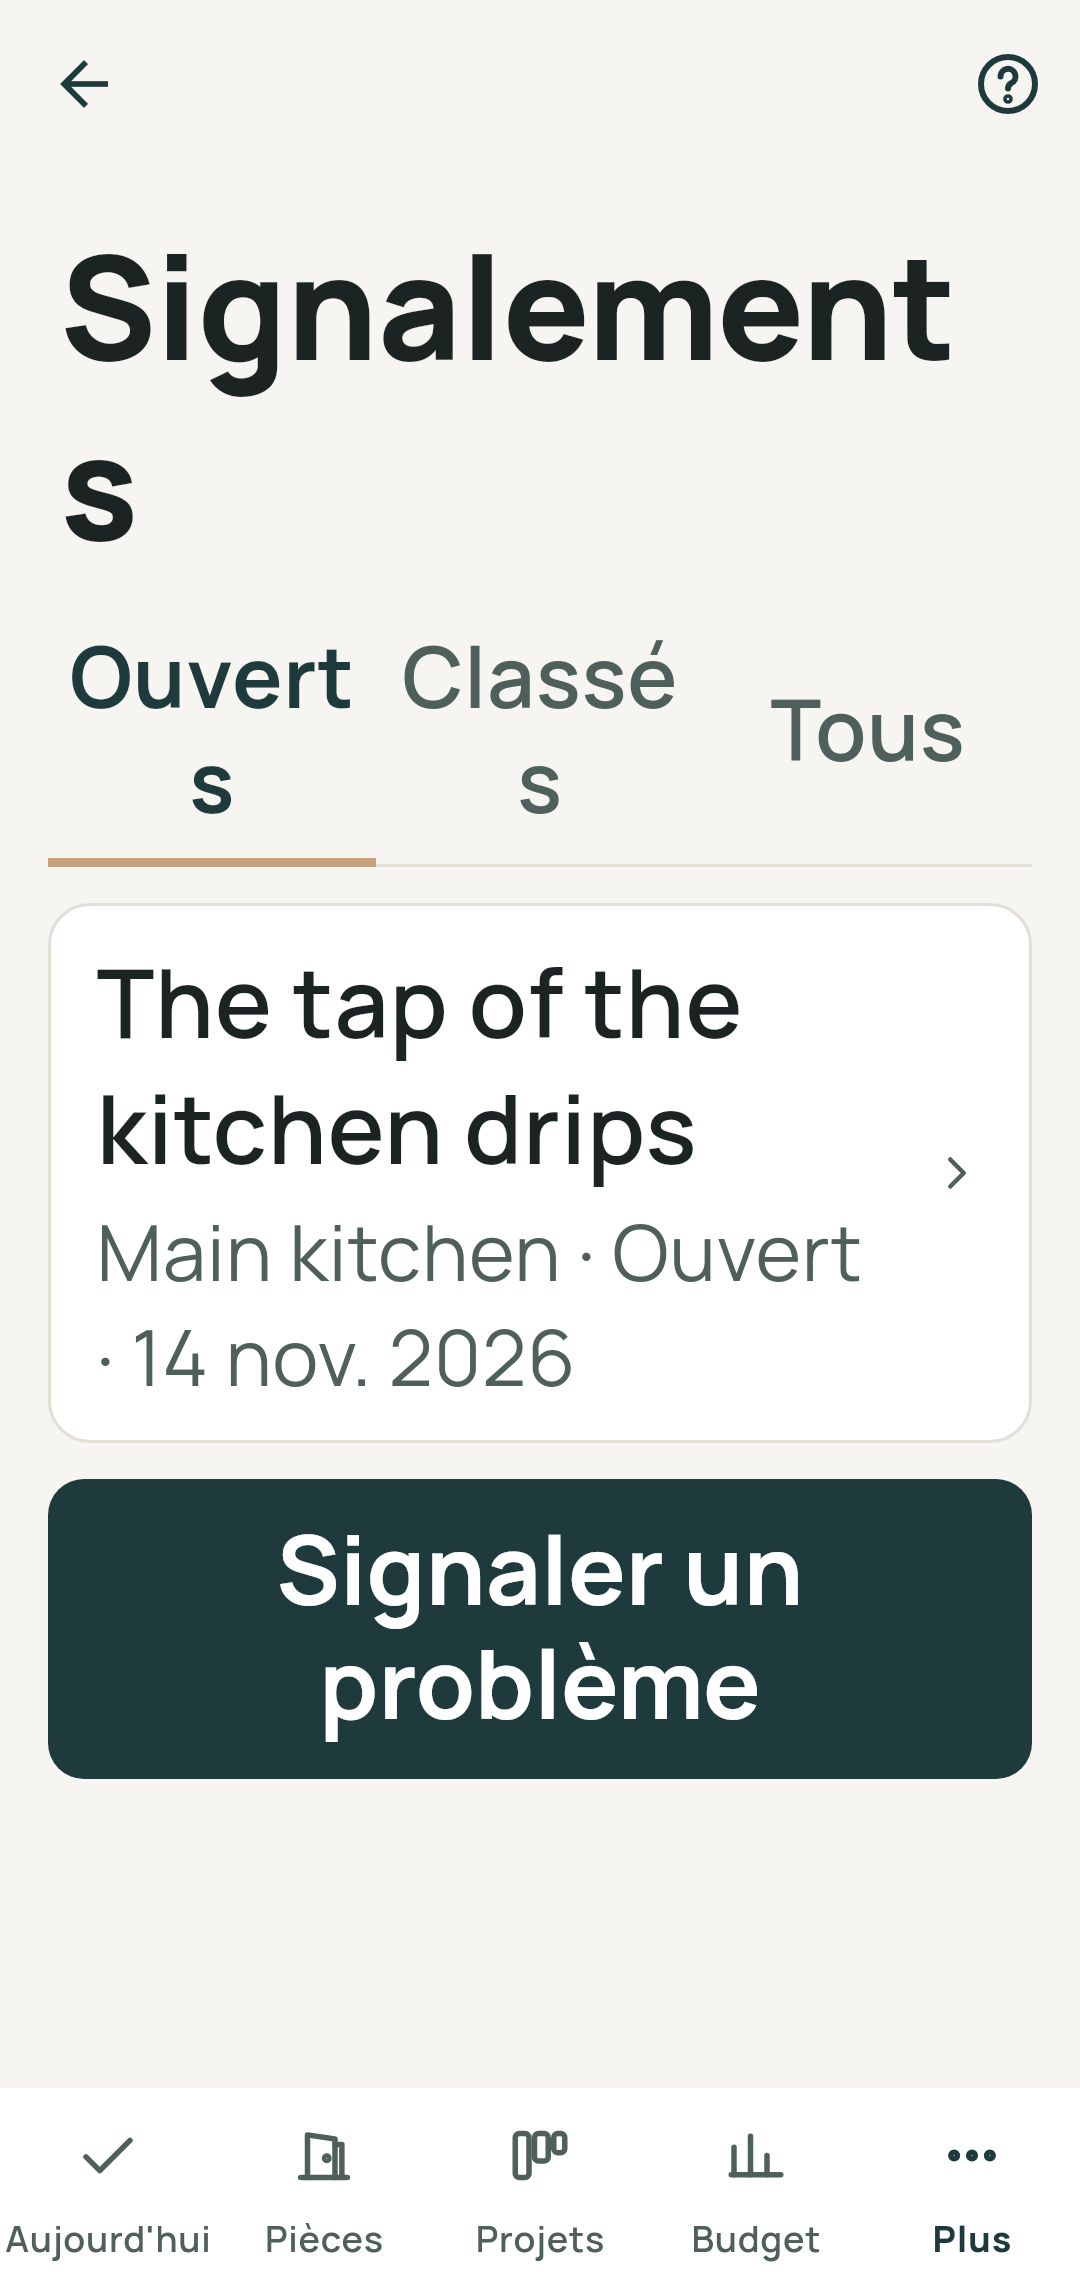 Signalement
s
Ouvert
s
Classé
s
Tous
The tap of the
kitchen drips
Main kitchen · Ouvert
· 14 nov. 2026
Signaler un
problème
Aujourd'hui
Pièces
Projets
Budget
Plus